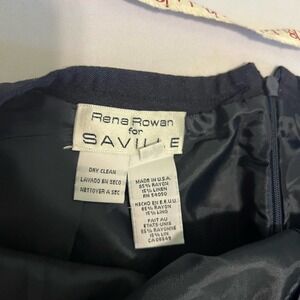 Rena Rowan
for
SAVILLE
DRY CLEAN
LAVADO EN SECO
NETTOYER A SEC
MADE IN U.S.A.
85% RAYON
15% LINEN
RN 54050
HECHO EN E.E.U.U.
85% RAYON
15% LINO
FAIT AU
ETATS-UNIS
85% RAYONNE
15% LIN